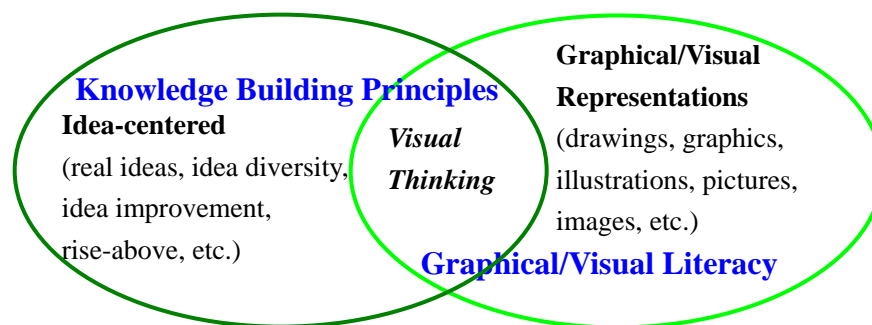 Knowledge Building Principles
Idea-centered
(real ideas, idea diversity,
idea improvement,
rise-above, etc.)
Visual
Thinking
Graphical/Visual
Representations
(drawings, graphics,
illustrations, pictures,
images, etc.)
Graphical/Visual Literacy